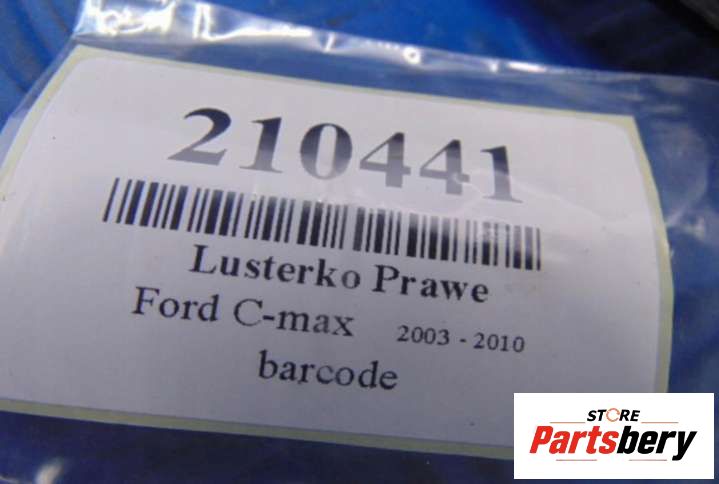 210441
Lusterko Prawe
Ford C-max 2003 - 2010
barcode
STORE
Partsbery